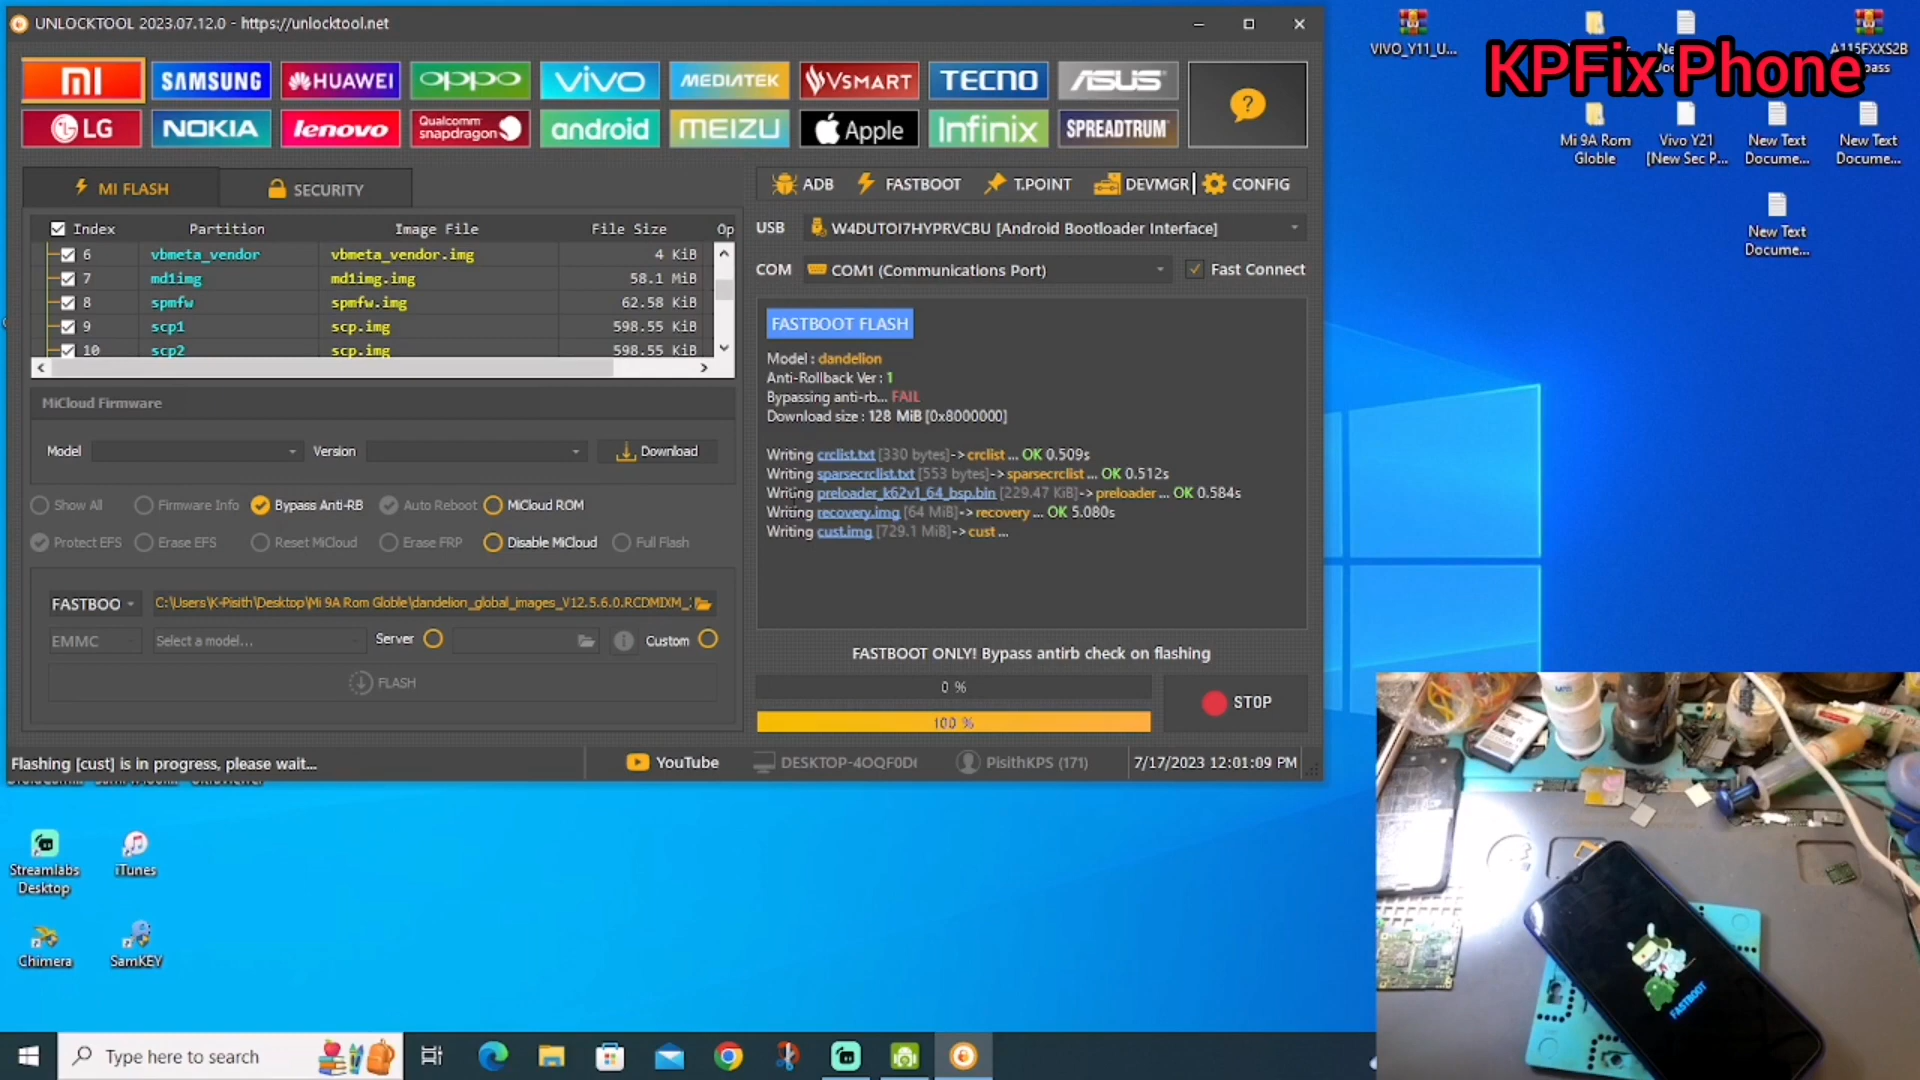 UNLOCKTOOL 2023.07.12.0 - https://unlocktool.net
MI SAMSUNG HUAWEI OPPO vivo MEDIATEK VSMART TECNO ASUS
LG NOKIA lenovo Qualcomm snapdragon android MEIZU Apple Infinix SPREADTRUM
?
MI FLASH SECURITY
ADB FASTBOOT T.POINT DEVMGR CONFIG
Index Partition Image File File Size Op
6 vbmeta_vendor vbmeta_vendor.img 4 KiB
7 md1img md1img.img 58.1 MiB
8 spmfw spmfw.img 62.58 KiB
9 scp1 scp.img 598.55 KiB
10 scp2 scp.img 598.55 KiB
MiCloud Firmware
Model Version Download
Show All Firmware Info Bypass Anti-RB Auto Reboot MiCloud ROM
Protect EFS Erase EFS Reset MiCloud Erase FRP Disable MiCloud Full Flash
FASTBOO C:\Users\K-Pisith\Desktop\Mi 9A Rom Globle\dandelion_global_images_V12.5.6.0.RCDMIXM_
EMMC Select a model... Server Custom
FLASH
USB W4DUTOI7HYPRVCBU [Android Bootloader Interface]
COM COM1 (Communications Port) Fast Connect
FASTBOOT FLASH
Model : dandelion
Anti-Rollback Ver : 1
Bypassing anti-rb... FAIL
Download size : 128 MiB [0x8000000]
Writing crclist.txt [330 bytes]->crclist ... OK 0.509s
Writing sparsecrclist.txt [553 bytes]->sparsecrclist ... OK 0.512s
Writing preloader_k62v1_64_bsp.bin [229.47 KiB]->preloader ... OK 0.584s
Writing recovery.img [64 MiB]->recovery ... OK 5.080s
Writing cust.img [729.1 MiB]->cust ...
FASTBOOT ONLY! Bypass antirb check on flashing
0 %
100 %
STOP
Flashing [cust] is in progress, please wait...
YouTube DESKTOP-4OQF0D PisithKPS (171) 7/17/2023 12:01:09 PM
KPFix Phone
VIVO_Y11_U...
A115FXXS2B
Mi 9A Rom Globle
Vivo Y21 [New Sec P...
New Text Docume...
New Text Docume...
New Text Docume...
Streamlabs Desktop
iTunes
Chimera
SamKEY
Type here to search
FASTBOOT